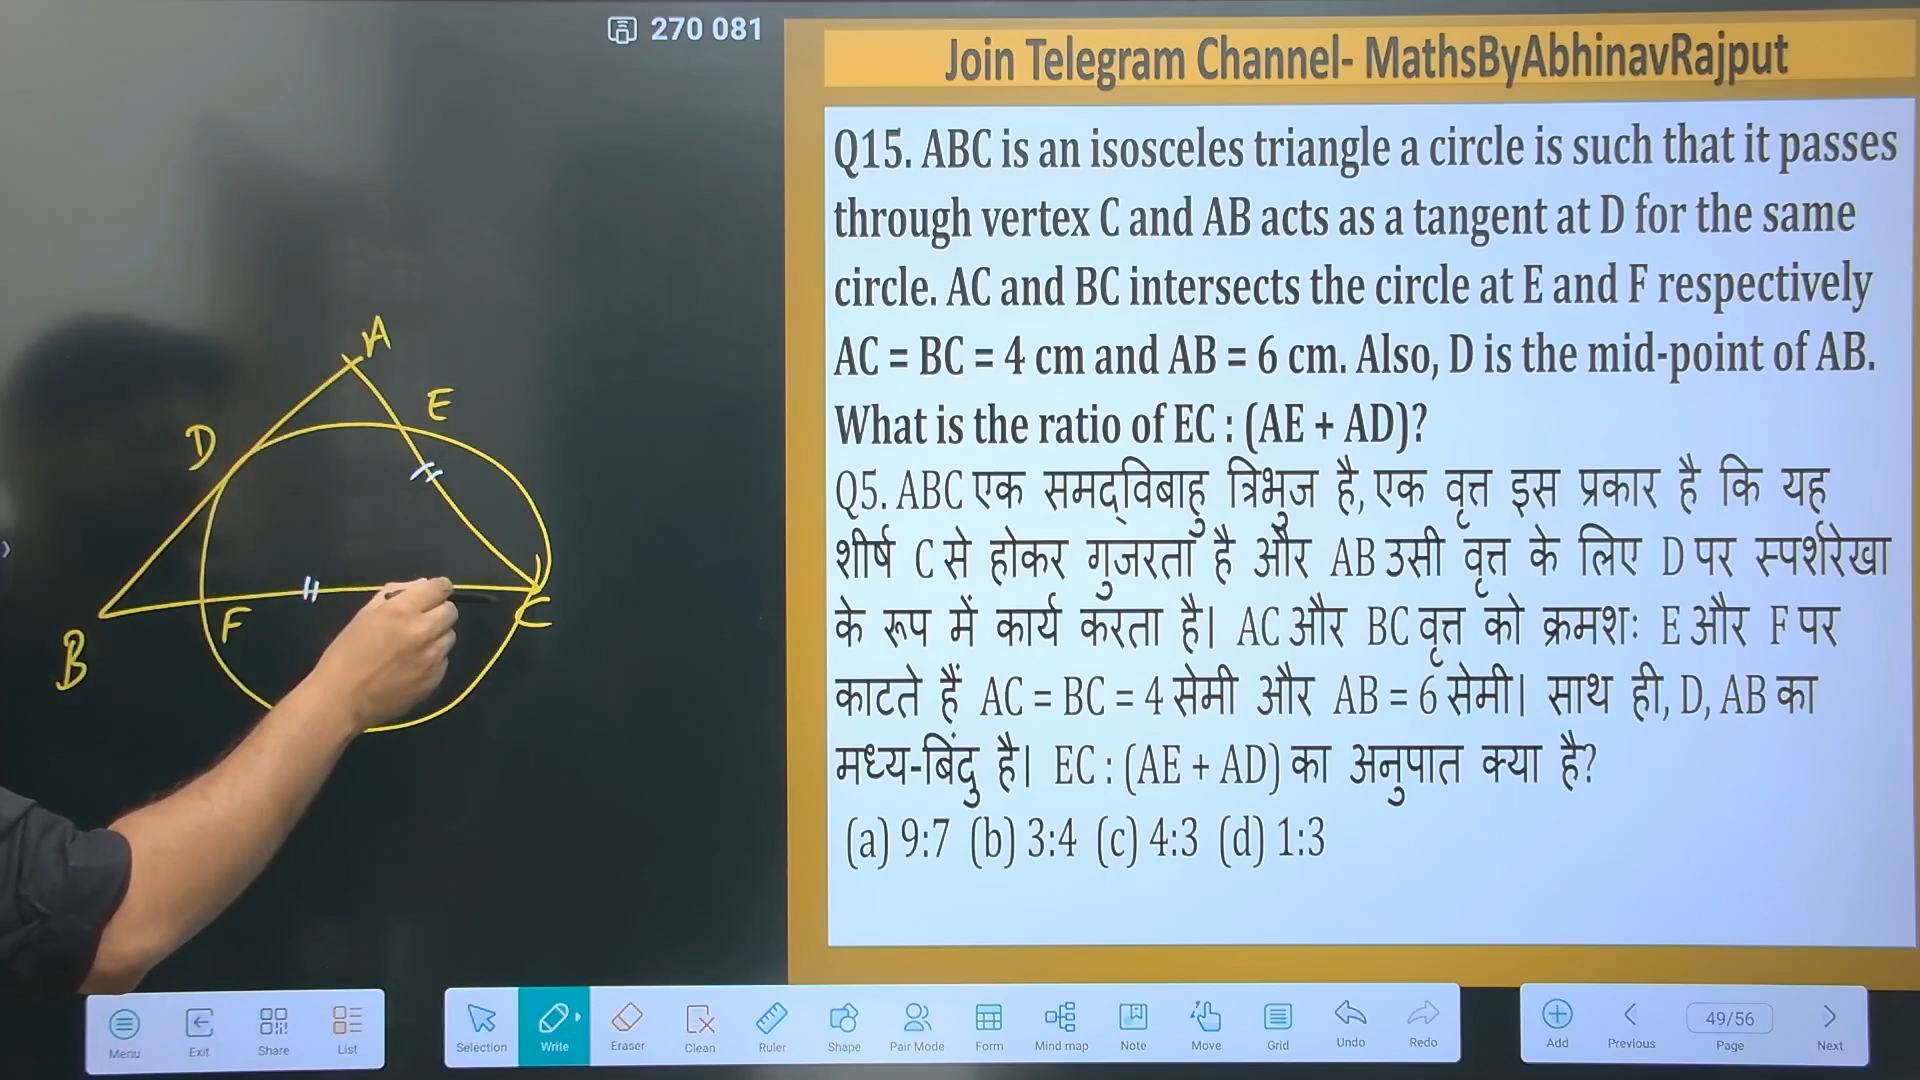 270 081
Join Telegram Channel- MathsByAbhinavRajput
Q15. ABC is an isosceles triangle a circle is such that it passes
through vertex C and AB acts as a tangent at D for the same
circle. AC and BC intersects the circle at E and F respectively
AC = BC = 4 cm and AB = 6 cm. Also, D is the mid-point of AB.
What is the ratio of EC : (AE + AD)?
Q5. ABC एक समद्विबाहु त्रिभुज है, एक वृत्त इस प्रकार है कि यह
शीर्ष C से होकर गुजरता है और AB उसी वृत्त के लिए D पर स्पर्शरेखा
के रूप में कार्य करता है। AC और BC वृत्त को क्रमशः E और F पर
काटते हैं AC = BC = 4 सेमी और AB = 6 सेमी। साथ ही, D, AB का
मध्य-बिंदु है। EC : (AE + AD) का अनुपात क्या है?
(a) 9:7 (b) 3:4 (c) 4:3 (d) 1:3
A
E
D
F
C
B
Menu Exit Share List
Selection Write Eraser Clean Ruler Shape Pair Mode Form Mind map Note Move Grid Undo Redo
49/56
Add Previous Page Next